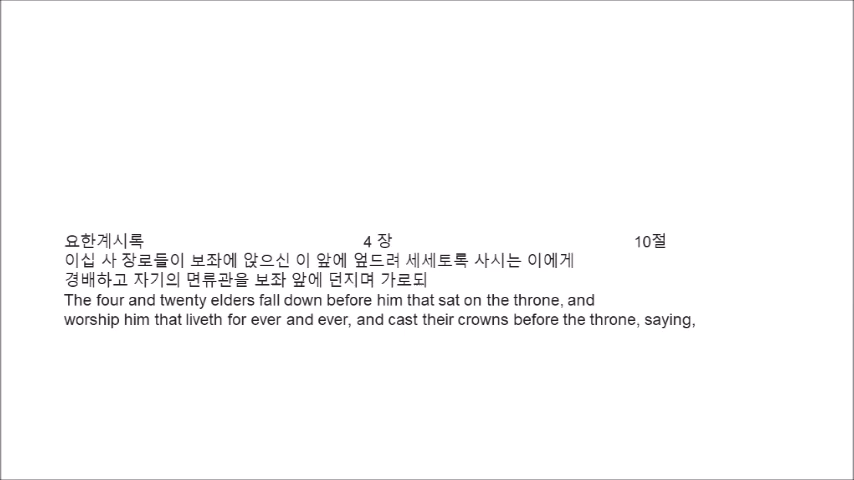 요한계시록 4 장 10절
이십 사 장로들이 보좌에 앉으신 이 앞에 엎드려 세세토록 사시는 이에게
경배하고 자기의 면류관을 보좌 앞에 던지며 가로되
The four and twenty elders fall down before him that sat on the throne, and
worship him that liveth for ever and ever, and cast their crowns before the throne, saying,